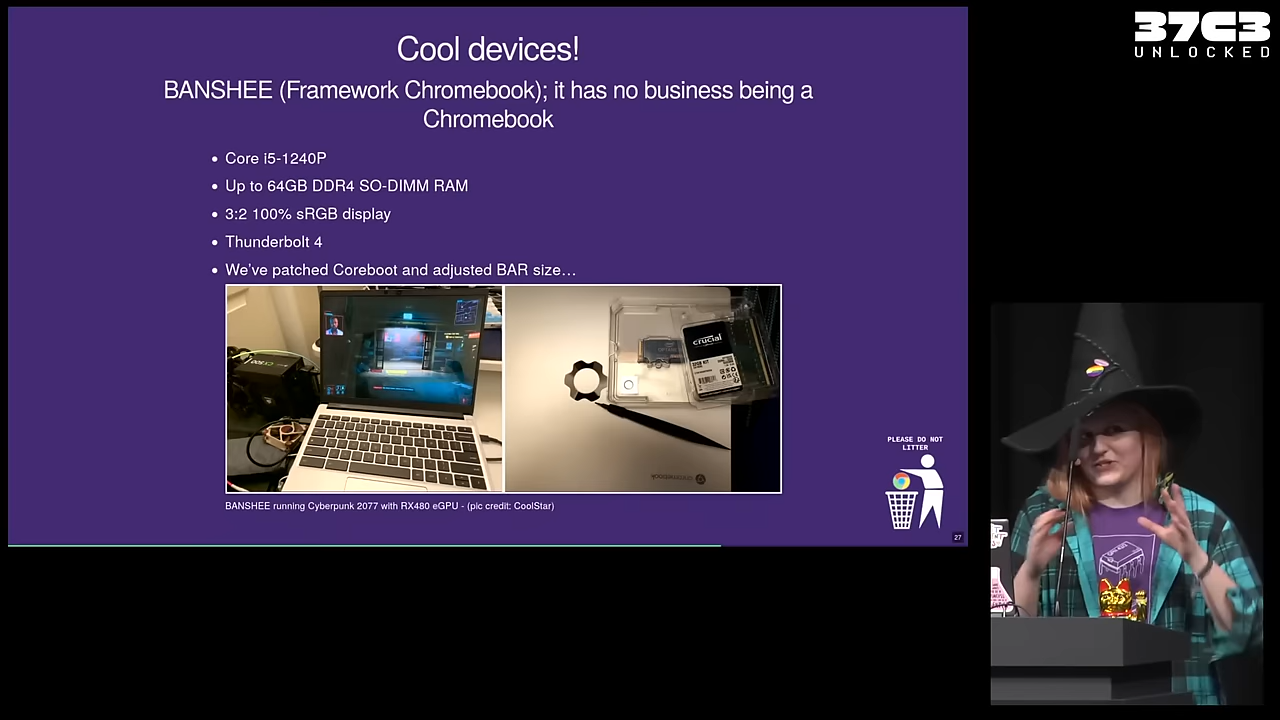 37C3
UNLOCKED
Cool devices!
BANSHEE (Framework Chromebook); it has no business being a
Chromebook
Core i5-1240P
Up to 64GB DDR4 SO-DIMM RAM
3:2 100% sRGB display
Thunderbolt 4
We've patched Coreboot and adjusted BAR size…
crucial
BANSHEE running Cyberpunk 2077 with RX480 eGPU - (pic credit: CoolStar)
PLEASE DO NOT
LITTER
27